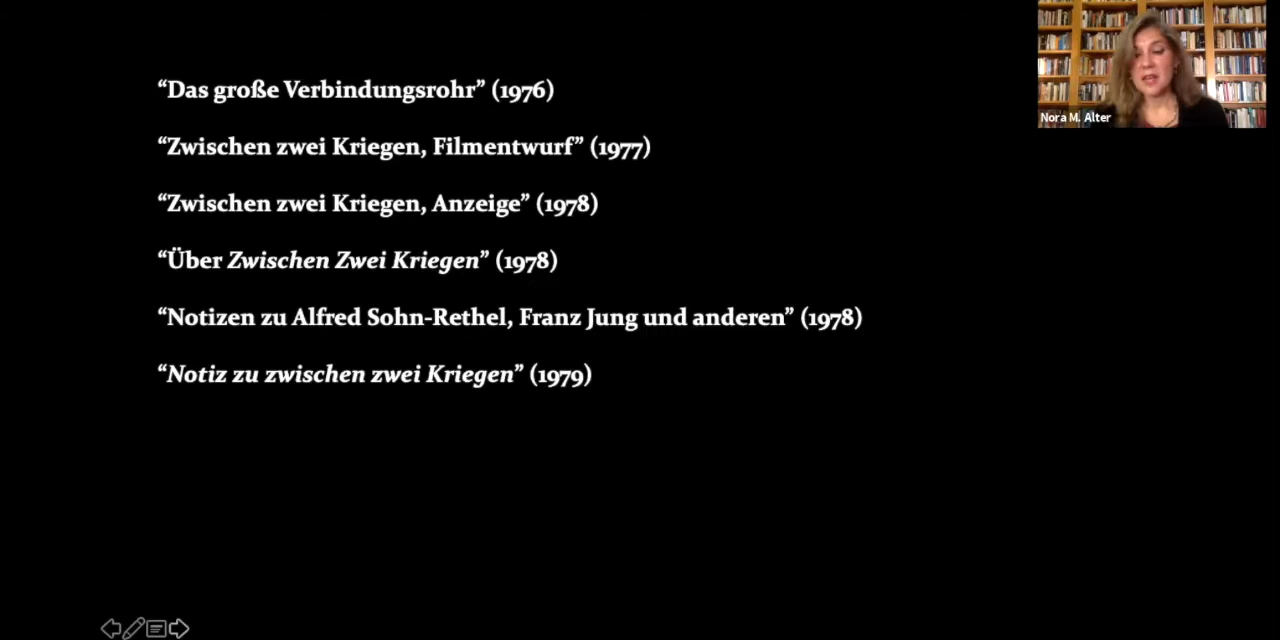 “Das große Verbindungsrohr” (1976)
“Zwischen zwei Kriegen, Filmentwurf” (1977)
“Zwischen zwei Kriegen, Anzeige” (1978)
“Über Zwischen Zwei Kriegen” (1978)
“Notizen zu Alfred Sohn-Rethel, Franz Jung und anderen” (1978)
“Notiz zu zwischen zwei Kriegen” (1979)
Nora M. Alter